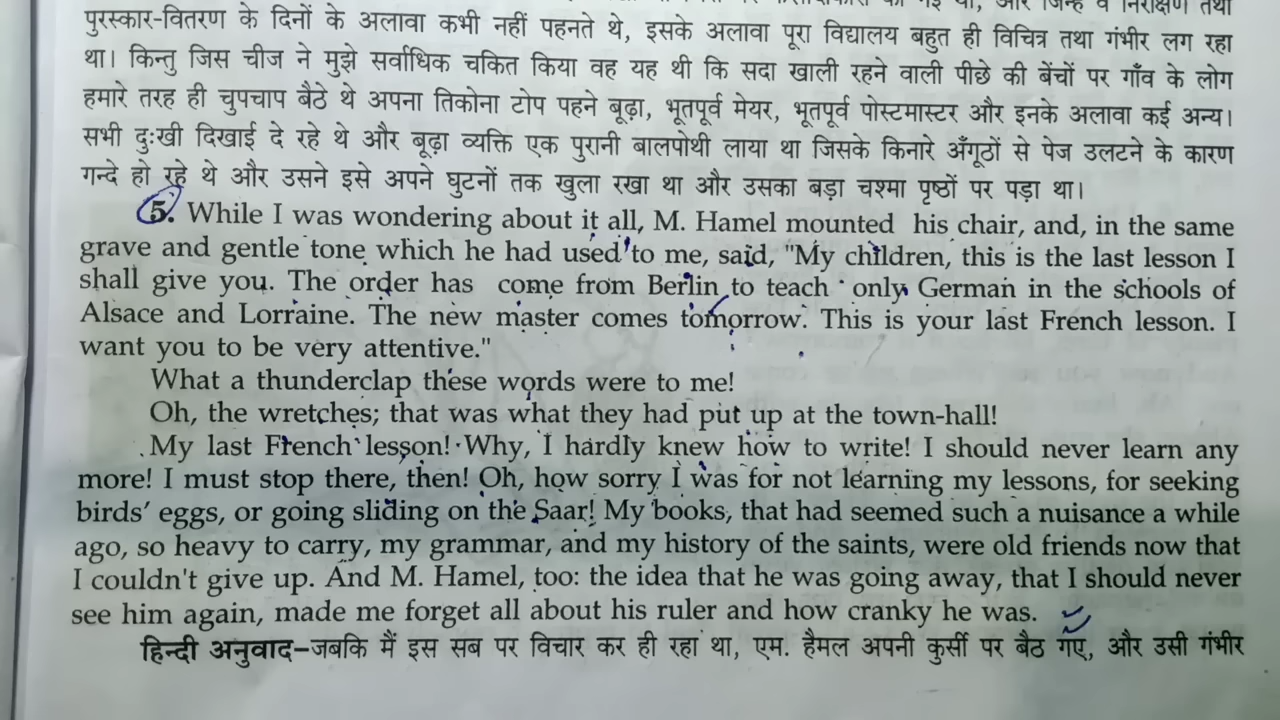 पुरस्कार-वितरण के दिनों के अलावा कभी नहीं पहनते थे, इसके अलावा पूरा विद्यालय बहुत ही विचित्र तथा गंभीर लग रहा
था। किन्तु जिस चीज ने मुझे सर्वाधिक चकित किया वह यह थी कि सदा खाली रहने वाली पीछे की बेंचों पर गाँव के लोग
हमारे तरह ही चुपचाप बैठे थे अपना तिकोना टोप पहने बूढ़ा, भूतपूर्व मेयर, भूतपूर्व पोस्टमास्टर और इनके अलावा कई अन्य।
सभी दुःखी दिखाई दे रहे थे और बूढ़ा व्यक्ति एक पुरानी बालपोथी लाया था जिसके किनारे अँगूठों से पेज उलटने के कारण
गन्दे हो रहे थे और उसने इसे अपने घुटनों तक खुला रखा था और उसका बड़ा चश्मा पृष्ठों पर पड़ा था।
5. While I was wondering about it all, M. Hamel mounted his chair, and, in the same
grave and gentle tone which he had used to me, said, "My children, this is the last lesson I
shall give you. The order has come from Berlin to teach only German in the schools of
Alsace and Lorraine. The new master comes tomorrow. This is your last French lesson. I
want you to be very attentive."
What a thunderclap these words were to me!
Oh, the wretches; that was what they had put up at the town-hall!
My last French lesson! Why, I hardly knew how to write! I should never learn any
more! I must stop there, then! Oh, how sorry I was for not learning my lessons, for seeking
birds' eggs, or going sliding on the Saar! My books, that had seemed such a nuisance a while
ago, so heavy to carry, my grammar, and my history of the saints, were old friends now that
I couldn't give up. And M. Hamel, too: the idea that he was going away, that I should never
see him again, made me forget all about his ruler and how cranky he was.
हिन्दी अनुवाद–जबकि मैं इस सब पर विचार कर ही रहा था, एम. हैमल अपनी कुर्सी पर बैठ गए, और उसी गंभीर